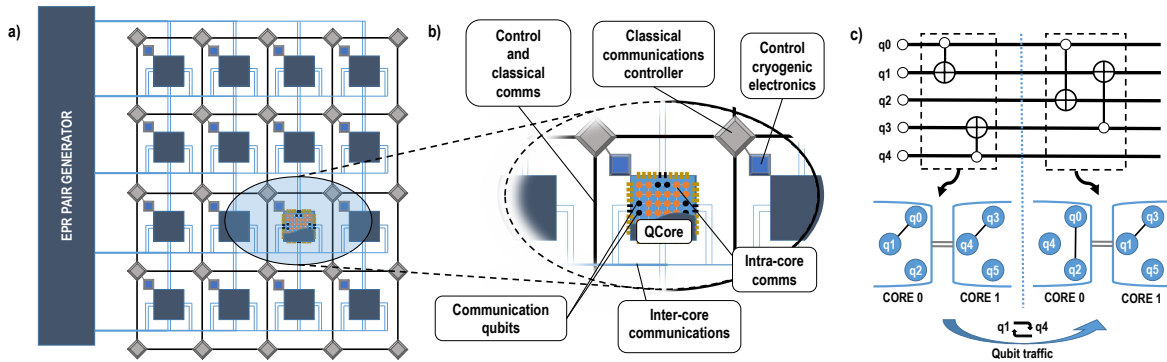 a)
EPR PAIR GENERATOR
b)
Control
and
classical
comms
Classical
communications
controller
Control
cryogenic
electronics
QCore
Communication
qubits
Inter-core
communications
Intra-core
comms
c)
q0
q1
q2
q3
q4
q0
q1
q2
q3
q4
q5
CORE 0
CORE 1
q0
q4
q2
q3
q1
q5
CORE 0
CORE 1
q1
q4
Qubit traffic